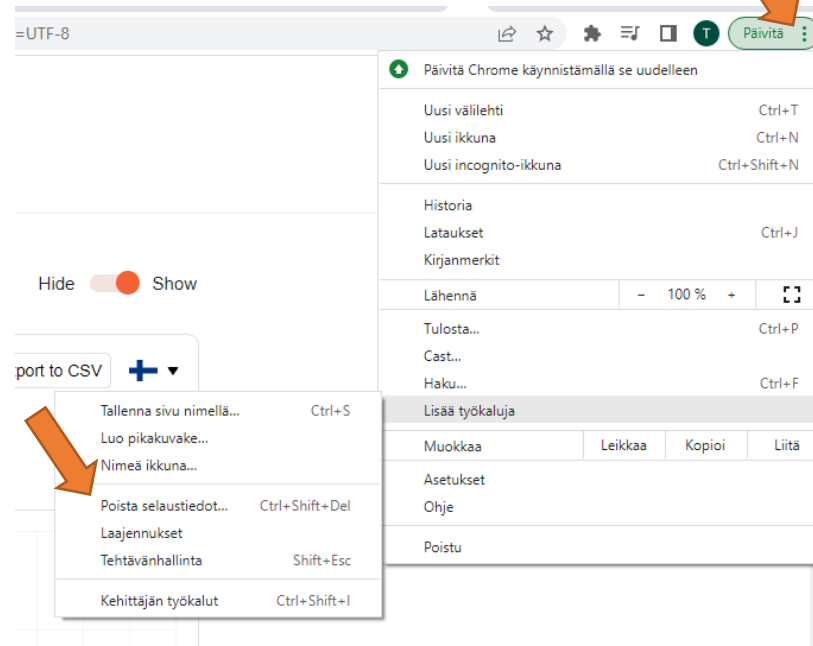 =UTF-8
T
Päivitä
Päivitä Chrome käynnistämällä se uudelleen
Uusi välilehti Ctrl+T
Uusi ikkuna Ctrl+N
Uusi incognito-ikkuna Ctrl+Shift+N
Historia
Lataukset Ctrl+J
Kirjanmerkit
Lähennä - 100 % +
Tulosta... Ctrl+P
Cast...
Haku... Ctrl+F
Lisää työkaluja
Muokkaa Leikkaa Kopioi Liitä
Asetukset
Ohje
Poistu
Hide Show
port to CSV
Tallenna sivu nimellä... Ctrl+S
Luo pikakuvake...
Nimeä ikkuna...
Poista selaustiedot... Ctrl+Shift+Del
Laajennukset
Tehtävänhallinta Shift+Esc
Kehittäjän työkalut Ctrl+Shift+I